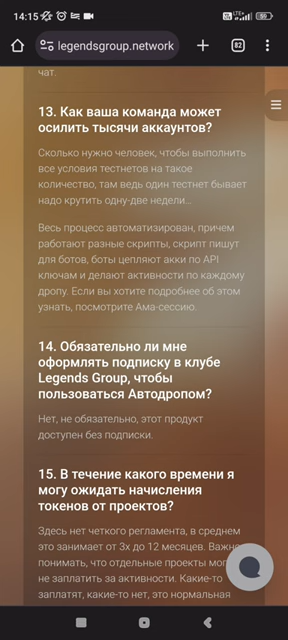 14:15
LTE+
55
legendsgroup.network
82
чат.
13. Как ваша команда может
осилить тысячи аккаунтов?
Сколько нужно человек, чтобы выполнить
все условия тестнетов на такое
количество, там ведь один тестнет бывает
надо крутить одну-две недели...
Весь процесс автоматизирован, причем
работают разные скрипты, скрипт пишут
для ботов, боты цепляют акки по API
ключам и делают активности по каждому
дропу. Если вы хотите подробнее об этом
узнать, посмотрите Ама-сессию.
14. Обязательно ли мне
оформлять подписку в клубе
Legends Group, чтобы
пользоваться Автодропом?
Нет, не обязательно, этот продукт
доступен без подписки.
15. В течение какого времени я
могу ожидать начисления
токенов от проектов?
Здесь нет четкого регламента, в среднем
это занимает от 3х до 12 месяцев. Важно
понимать, что отдельные проекты мог
не заплатить за активности. Какие-то
заплатят, какие-то нет, это нормальная